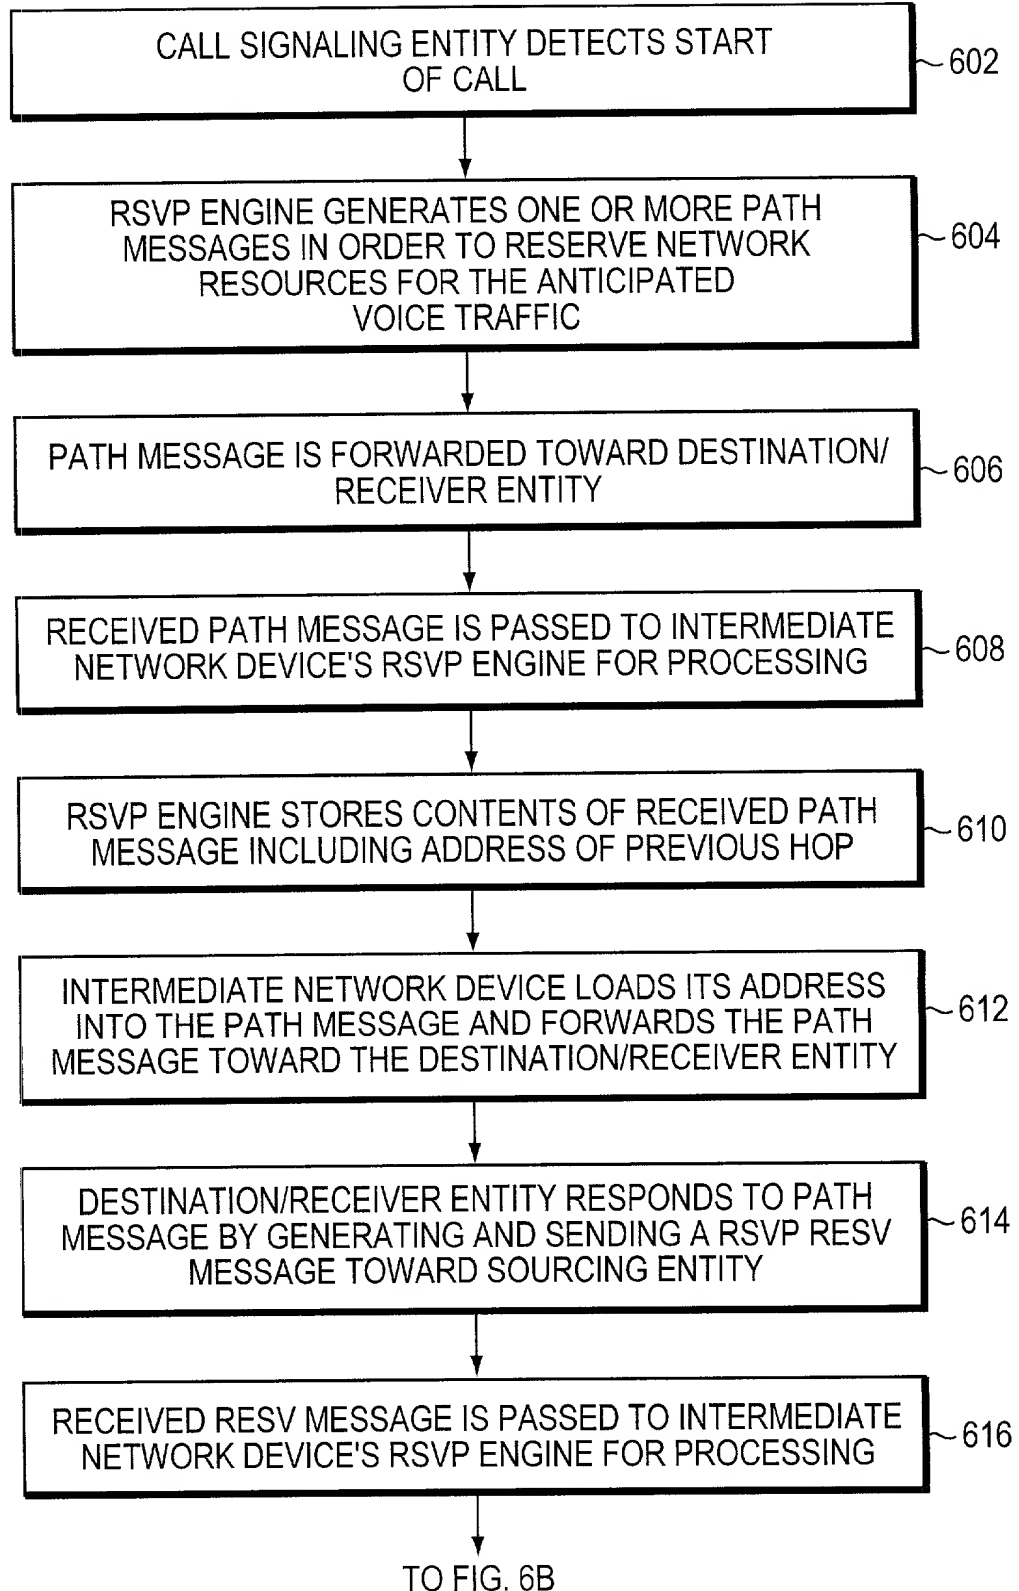 CALL SIGNALING ENTITY DETECTS START
OF CALL
602
RSVP ENGINE GENERATES ONE OR MORE PATH
MESSAGES IN ORDER TO RESERVE NETWORK
RESOURCES FOR THE ANTICIPATED
VOICE TRAFFIC
604
PATH MESSAGE IS FORWARDED TOWARD DESTINATION/
RECEIVER ENTITY
606
RECEIVED PATH MESSAGE IS PASSED TO INTERMEDIATE
NETWORK DEVICE'S RSVP ENGINE FOR PROCESSING
608
RSVP ENGINE STORES CONTENTS OF RECEIVED PATH
MESSAGE INCLUDING ADDRESS OF PREVIOUS HOP
610
INTERMEDIATE NETWORK DEVICE LOADS ITS ADDRESS
INTO THE PATH MESSAGE AND FORWARDS THE PATH
MESSAGE TOWARD THE DESTINATION/RECEIVER ENTITY
612
DESTINATION/RECEIVER ENTITY RESPONDS TO PATH
MESSAGE BY GENERATING AND SENDING A RSVP RESV
MESSAGE TOWARD SOURCING ENTITY
614
RECEIVED RESV MESSAGE IS PASSED TO INTERMEDIATE
NETWORK DEVICE'S RSVP ENGINE FOR PROCESSING
616
TO FIG. 6B